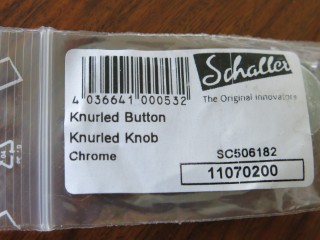 Schaller
The Original Innovators
4 036641 000532
Knurled Button
Knurled Knob
Chrome
SC506182
11070200